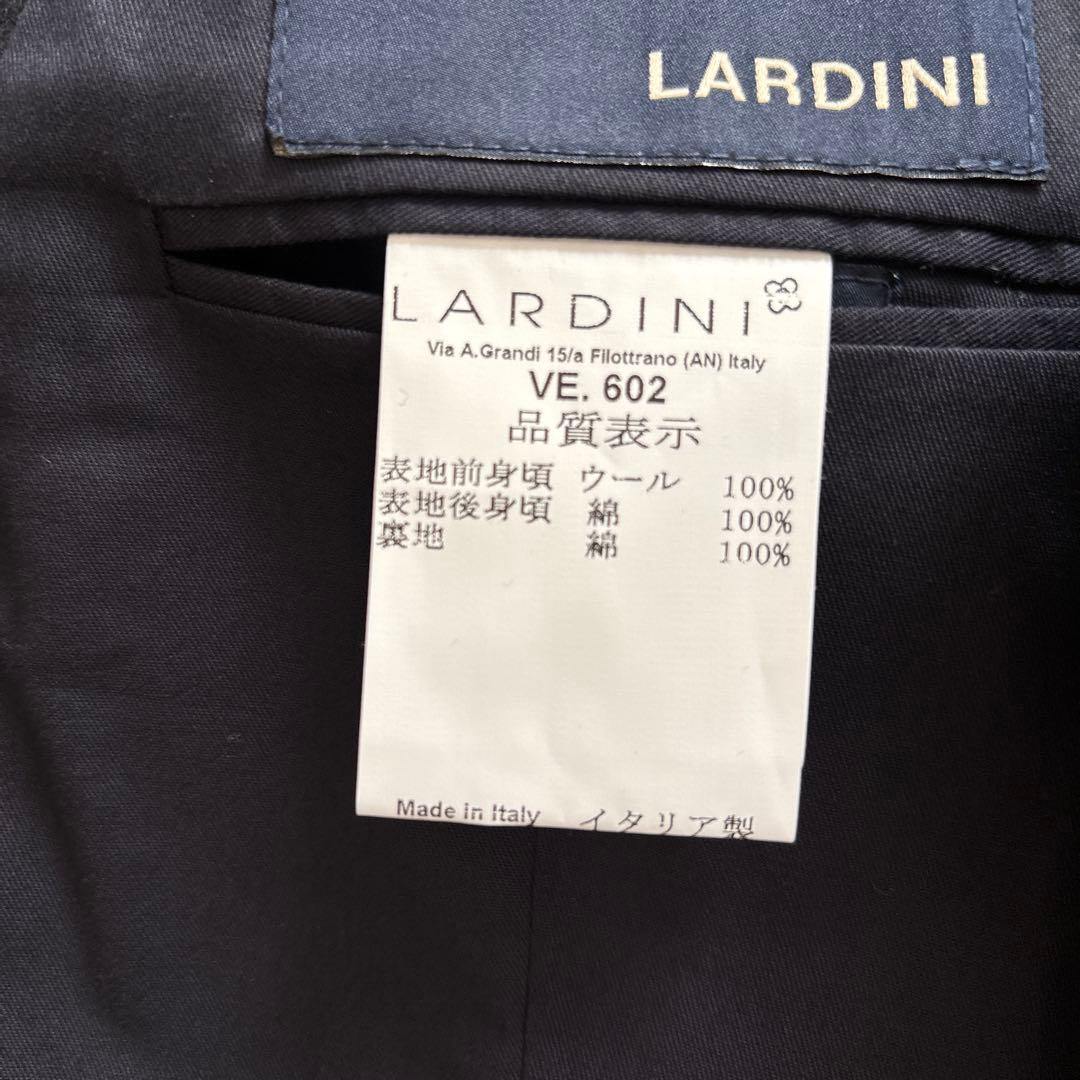 LARDINI
LARDINI
Via A.Grandi 15/a Filottrano (AN) Italy
VE. 602
品質表示
表地前身頃 ウール 100%
表地後身頃 綿 100%
裏地 綿 100%
Made in Italy イタリア製